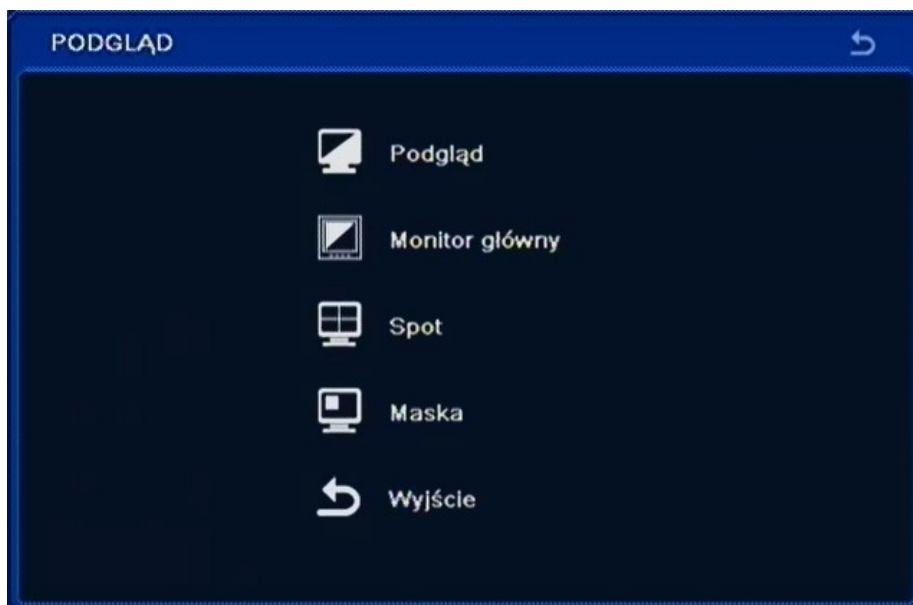 PODGLĄD
Podgląd
Monitor główny
Spot
Maska
Wyjście